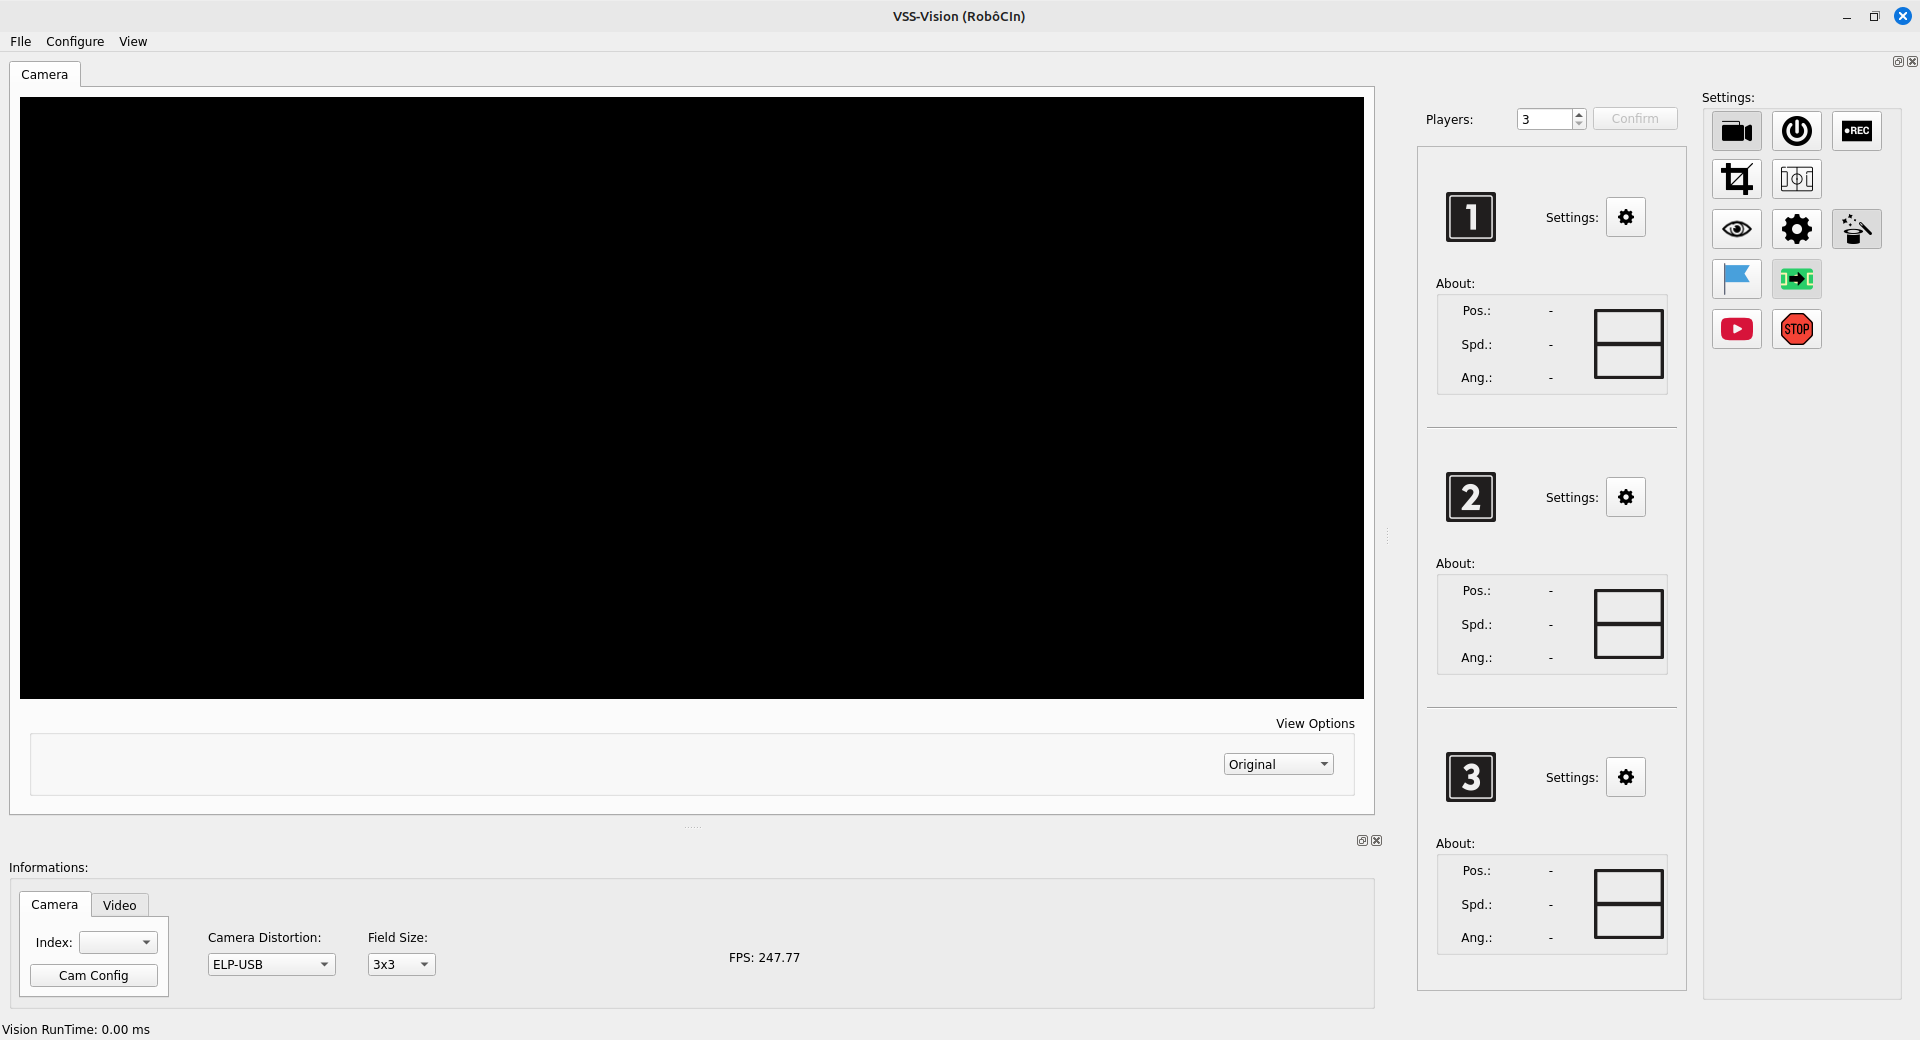 VSS-Vision (RobôCIn)
FIle Configure View
Camera
Players: 3 Confirm
Settings:
REC
1 Settings:
About:
Pos.: -
Spd.: -
Ang.: -
STOP
2 Settings:
About:
Pos.: -
Spd.: -
Ang.: -
3 Settings:
About:
Pos.: -
Spd.: -
Ang.: -
View Options
Original
Informations:
Camera Video
Index:
Cam Config
Camera Distortion:
ELP-USB
Field Size:
3x3
FPS: 247.77
Vision RunTime: 0.00 ms